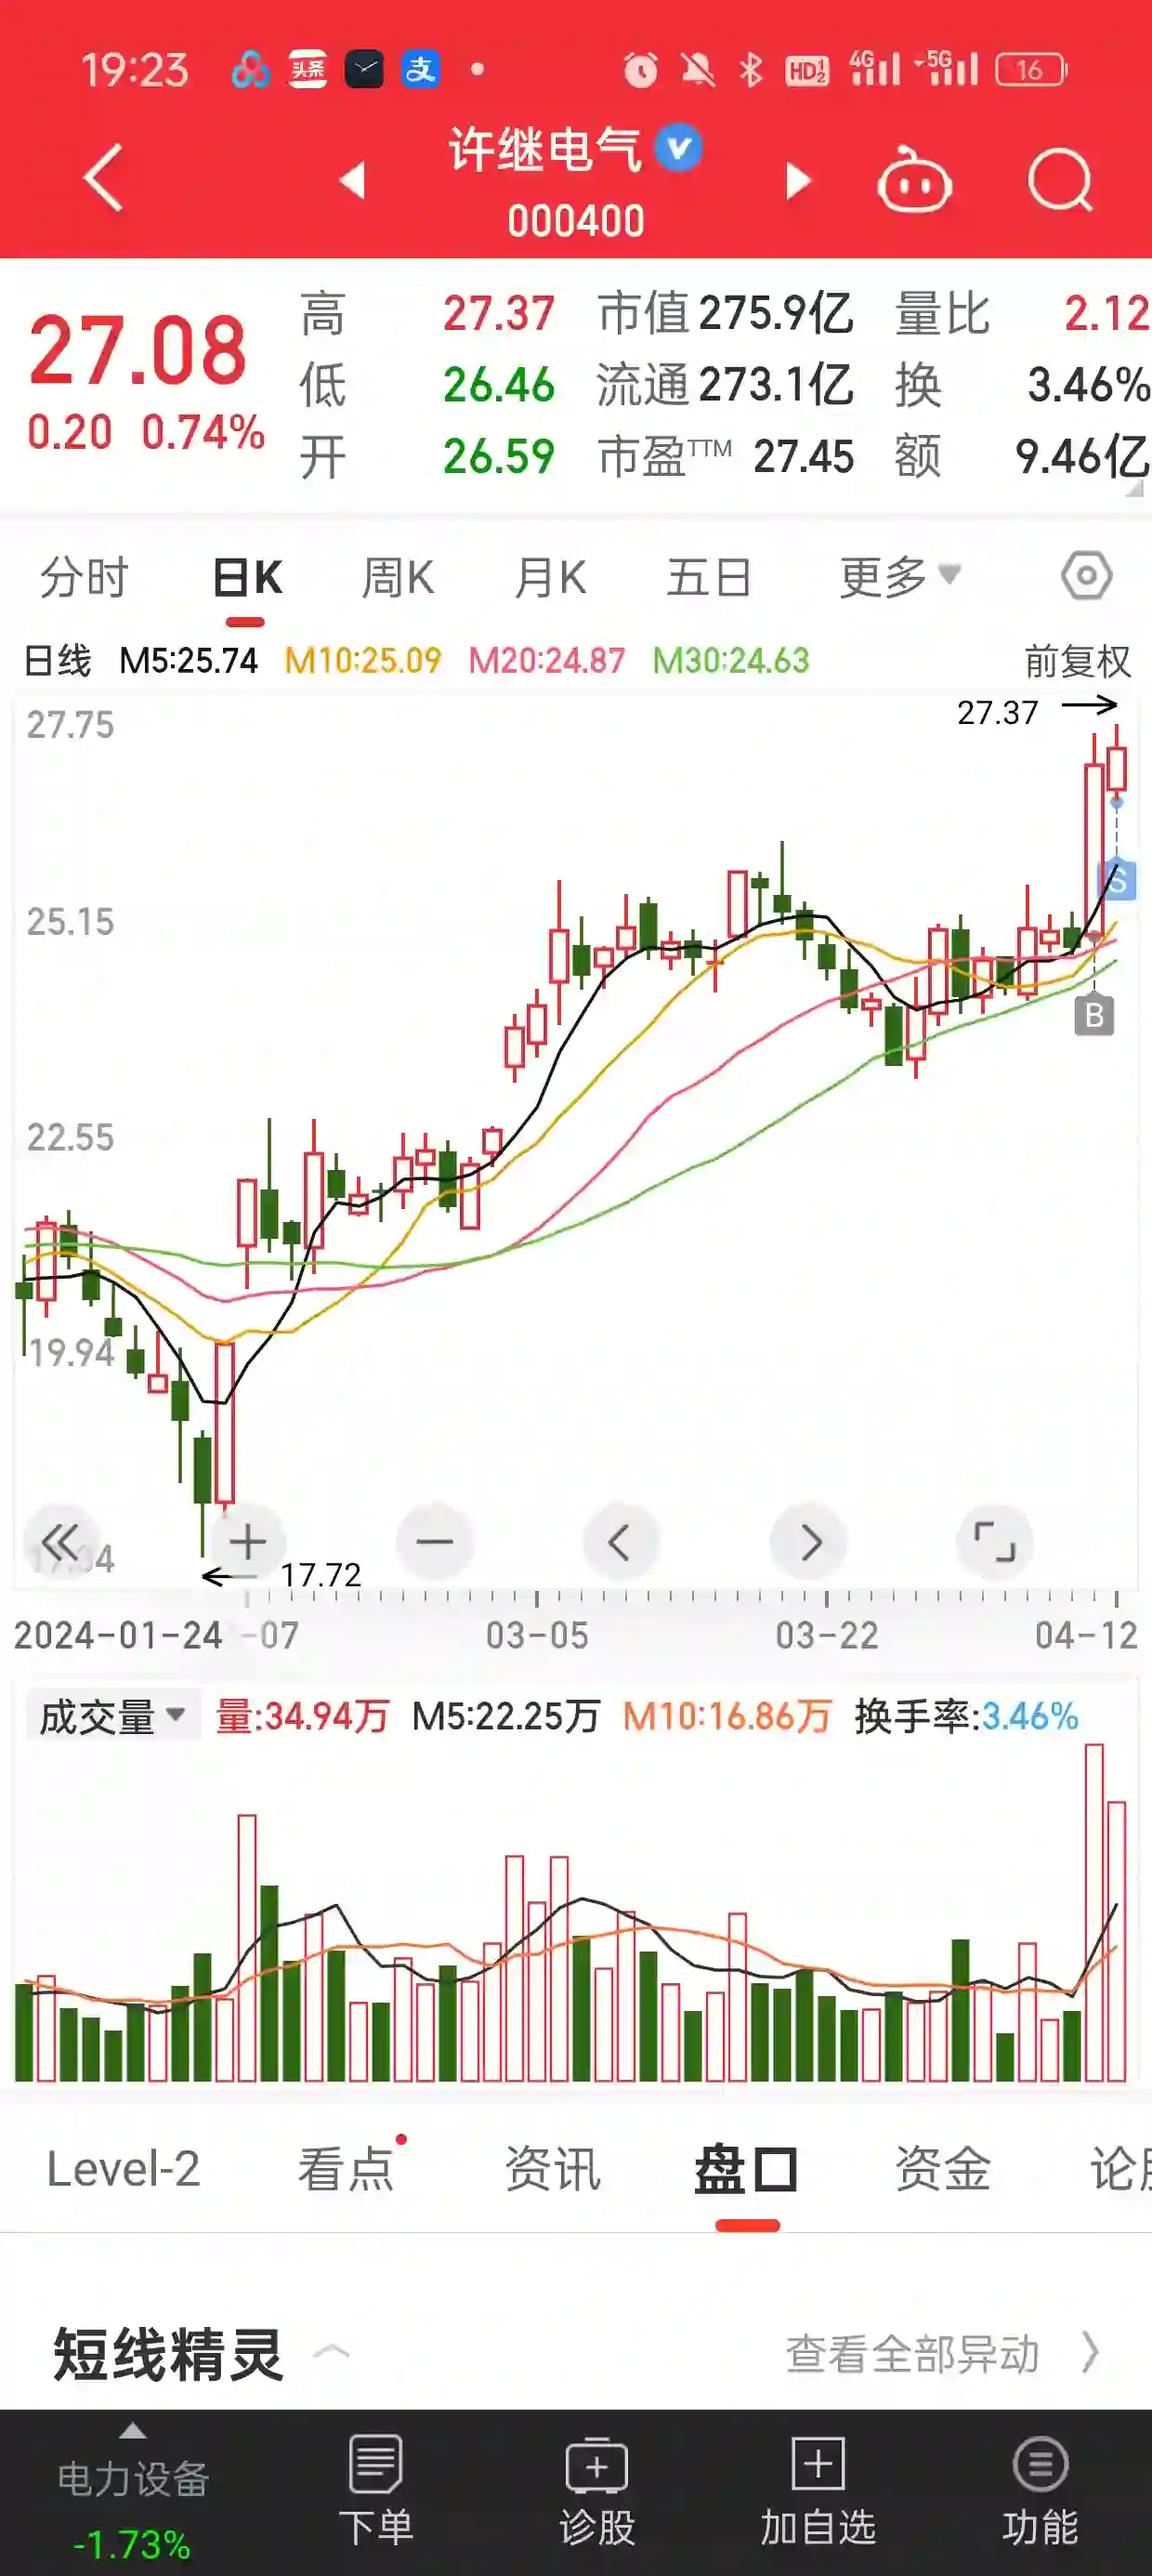 19:23 头条 支 HD 1 2 4G 5G 16
许继电气
000400
27.08
0.20 0.74%
高 27.37 市值 275.9亿 量比 2.12
低 26.46 流通 273.1亿 换 3.46%
开 26.59 市盈TTM 27.45 额 9.46亿
分时 日K 周K 月K 五日 更多
日线 M5:25.74 M10:25.09 M20:24.87 M30:24.63 前复权
27.75
27.37
25.15
S
B
22.55
19.94
17.34
17.72
2024-01-24 -07 03-05 03-22 04-12
成交量 量:34.94万 M5:22.25万 M10:16.86万 换手率:3.46%
Level-2 看点 资讯 盘口 资金 论
短线精灵 查看全部异动
电力设备 下单 诊股 加自选 功能
-1.73%